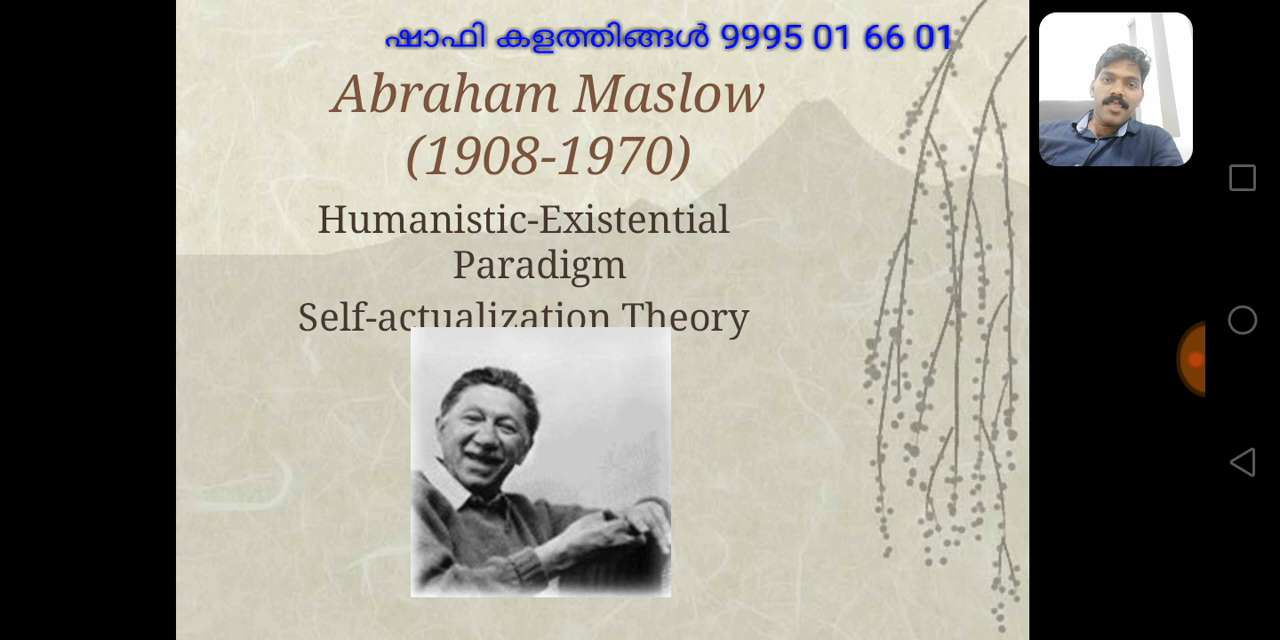 ഷാഫി കളത്തിങ്ങൾ 9995 01 66 01
Abraham Maslow
(1908-1970)
Humanistic-Existential
Paradigm
Self-actualization Theory